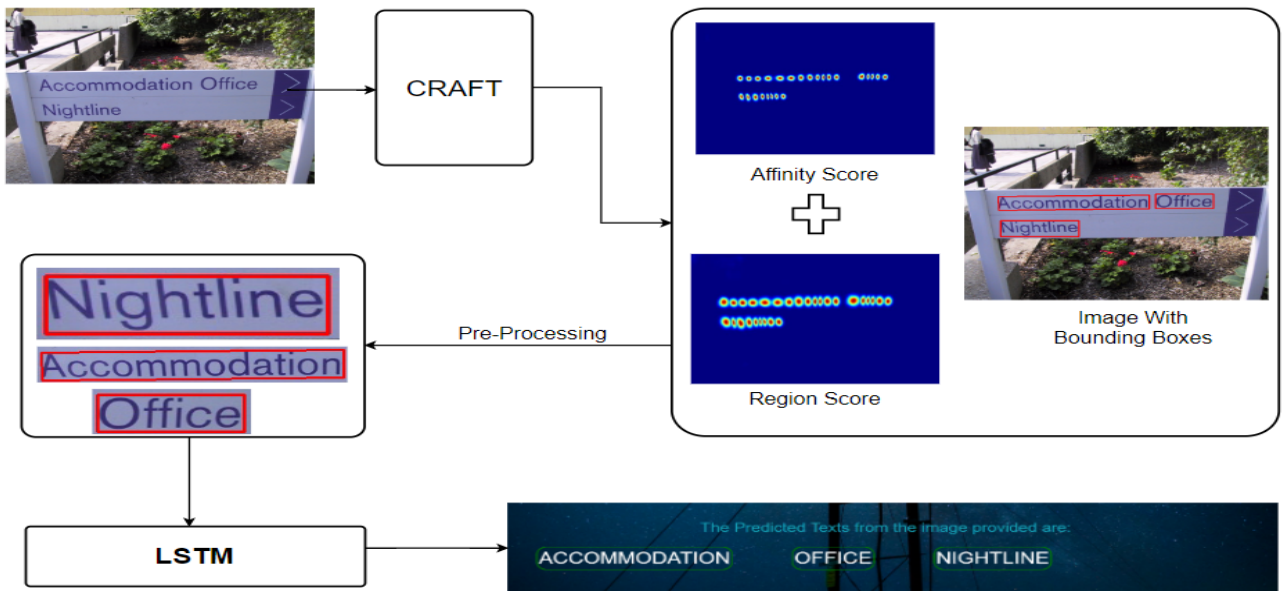 Accommodation Office
Nightline
CRAFT
Affinity Score
Accommodation Office
Nightline
Image With
Bounding Boxes
Region Score
Pre-Processing
Nightline
Accommodation
Office
LSTM
The Predicted Texts from the image provided are:
ACCOMMODATION OFFICE NIGHTLINE